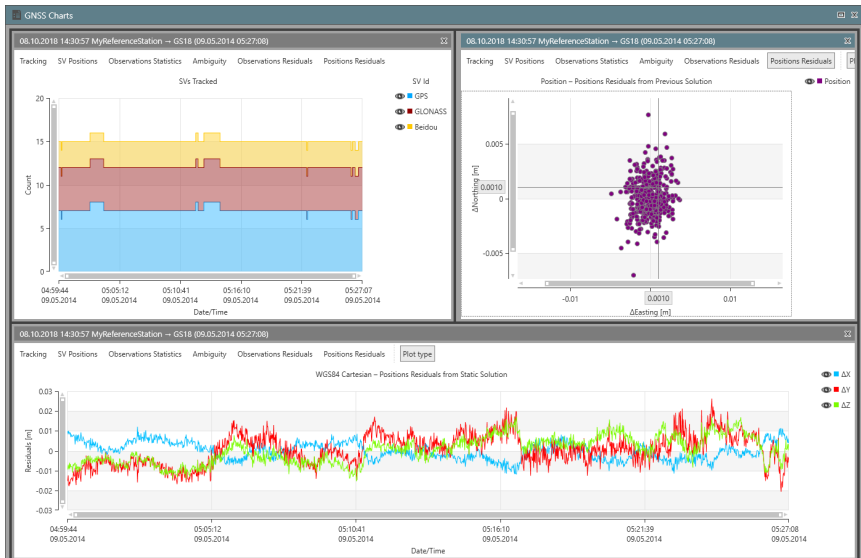 GNSS Charts
08.10.2018 14:30:57 MyReferenceStation → GS18 (09.05.2014 05:27:08)
Tracking SV Positions Observations Statistics Ambiguity Observations Residuals Positions Residuals
SVs Tracked
SV Id
GPS
GLONASS
Beidou
20
15
10
5
0
Count
04:59:44 05:05:12 05:10:41 05:16:10 05:21:39 05:27:07
09.05.2014 09.05.2014 09.05.2014 09.05.2014 09.05.2014 09.05.2014
Date/Time
08.10.2018 14:30:57 MyReferenceStation → GS18 (09.05.2014 05:27:08)
Tracking SV Positions Observations Statistics Ambiguity Observations Residuals Positions Residuals
Position – Positions Residuals from Previous Solution
Position
0.005
0.0010
0
-0.005
ΔNorthing [m]
-0.01 0.0010 0.01
ΔEasting [m]
08.10.2018 14:30:57 MyReferenceStation → GS18 (09.05.2014 05:27:08)
Tracking SV Positions Observations Statistics Ambiguity Observations Residuals Positions Residuals Plot type
WGS84 Cartesian – Positions Residuals from Static Solution
ΔX
ΔY
ΔZ
0.03
0.02
0.01
0
-0.01
-0.02
-0.03
Residuals [m]
04:59:44 05:05:12 05:10:41 05:16:10 05:21:39 05:27:08
09.05.2014 09.05.2014 09.05.2014 09.05.2014 09.05.2014 09.05.2014
Date/Time